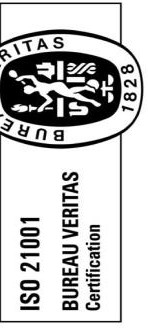 BUREAU VERITAS
1828
ISO 21001
BUREAU VERITAS
Certification